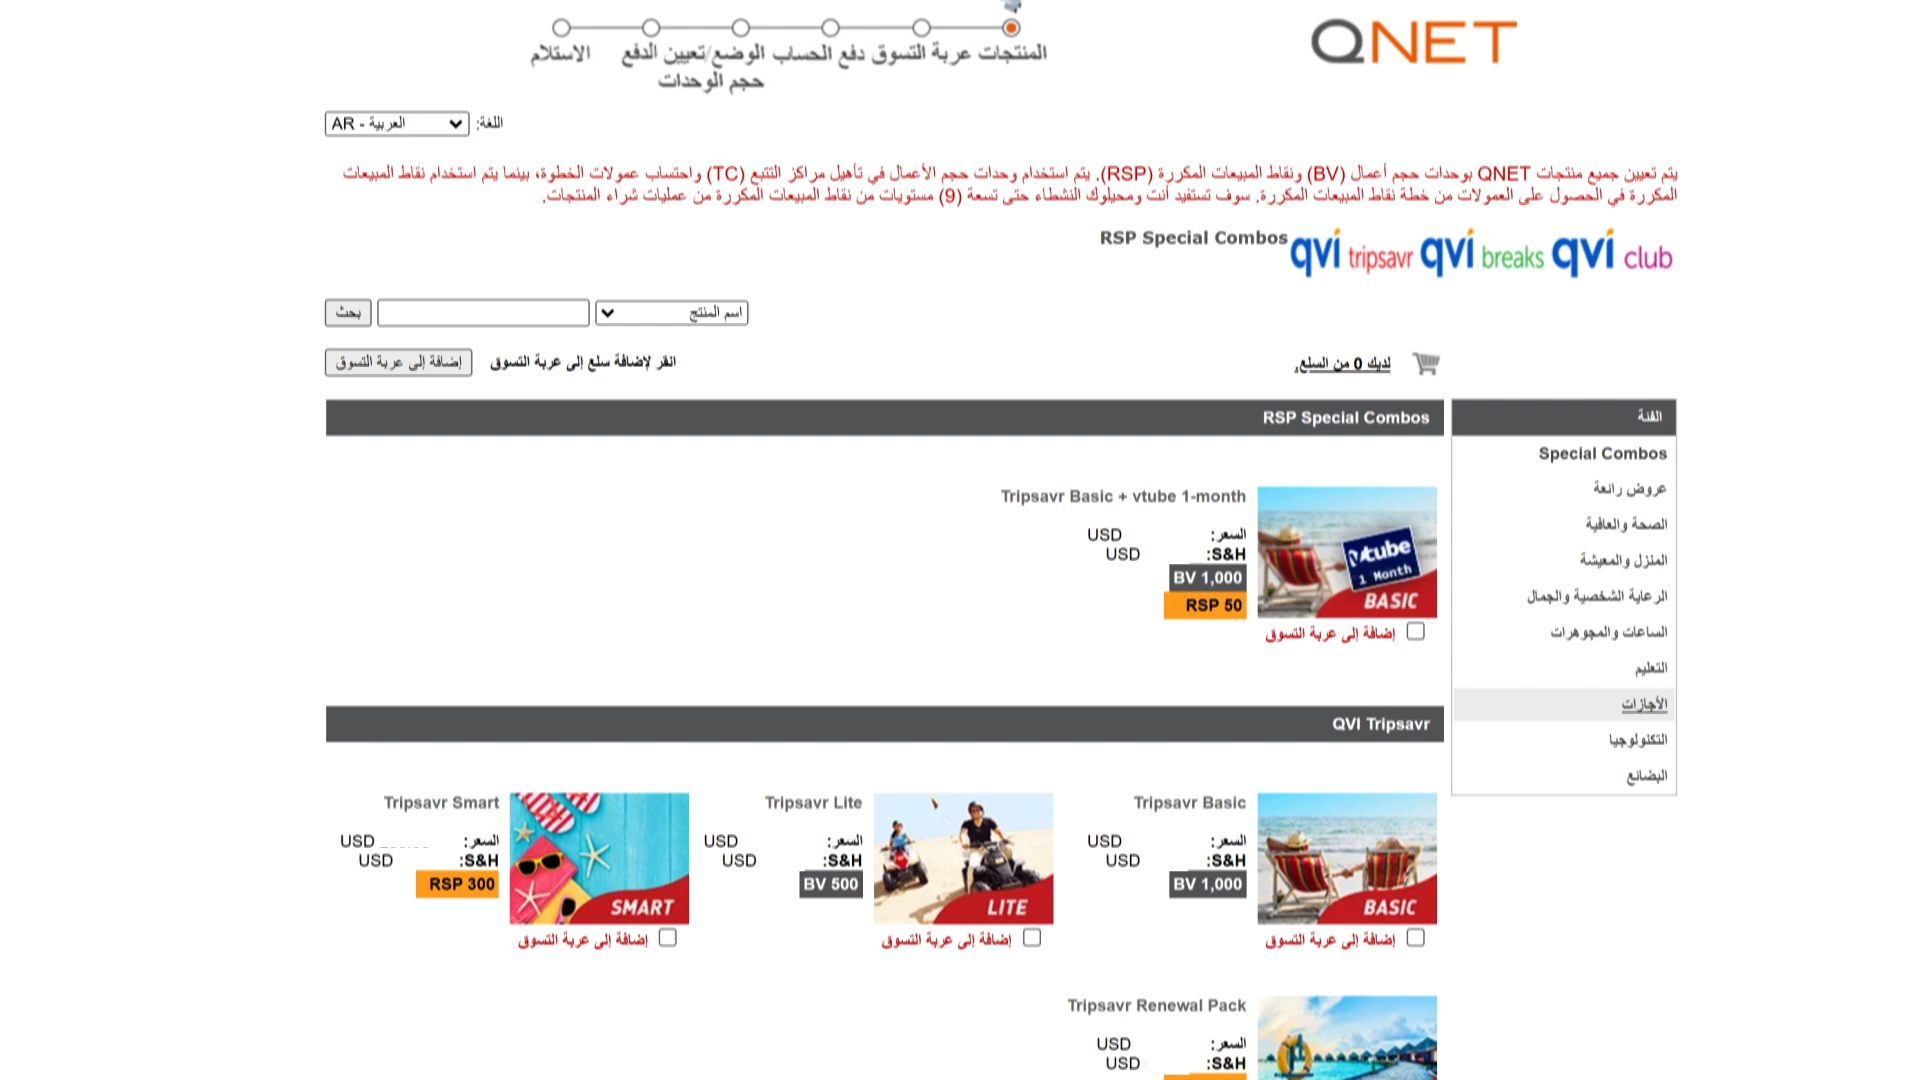 QNET
المنتجات عربة التسوق دفع الحساب الوضع/تعيين الدفع الاستلام
حجم الوحدات
اللغة: العربية - AR
يتم تعيين جميع منتجات QNET بوحدات حجم أعمال (BV) ونقاط المبيعات المكررة (RSP). يتم استخدام وحدات حجم الأعمال في تأهيل مراكز التتبع (TC) واحتساب عمولات الخطوة، بينما يتم استخدام نقاط المبيعات
المكررة في الحصول على العمولات من خطة نقاط المبيعات المكررة. سوف تستفيد أنت ومحيلوك النشطاء حتى تسعة (9) مستويات من نقاط المبيعات المكررة من عمليات شراء المنتجات.
qvi tripsavr qvi breaks qvi club RSP Special Combos
اسم المنتج بحث
لديك 0 من السلع. انقر لإضافة سلع إلى عربة التسوق إضافة إلى عربة التسوق
الفئة
Special Combos
عروض رائعة
الصحة والعافية
المنزل والمعيشة
الرعاية الشخصية والجمال
الساعات والمجوهرات
التعليم
الأجازات
التكنولوجيا
البضائع
RSP Special Combos
Tripsavr Basic + vtube 1-month
السعر: USD
S&H: USD
BV 1,000
RSP 50
vtube
1 Month
BASIC
إضافة إلى عربة التسوق
QVI Tripsavr
Tripsavr Basic
السعر: USD
S&H: USD
BV 1,000
BASIC
إضافة إلى عربة التسوق
Tripsavr Lite
السعر: USD
S&H: USD
BV 500
LITE
إضافة إلى عربة التسوق
Tripsavr Smart
السعر: USD
S&H: USD
RSP 300
SMART
إضافة إلى عربة التسوق
Tripsavr Renewal Pack
السعر: USD
S&H: USD